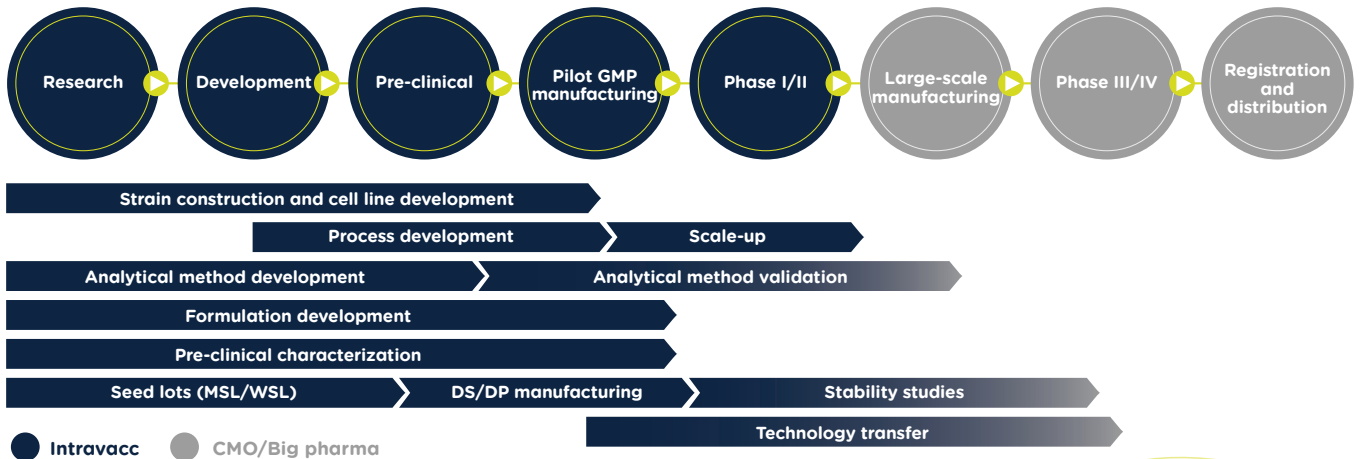 Research
Development
Pre-clinical
Pilot GMP
manufacturing
Phase I/II
Large-scale
manufacturing
Phase III/IV
Registration
and
distribution
Strain construction and cell line development
Process development
Scale-up
Analytical method development
Analytical method validation
Formulation development
Pre-clinical characterization
Seed lots (MSL/WSL)
DS/DP manufacturing
Stability studies
Technology transfer
Intravacc
CMO/Big pharma